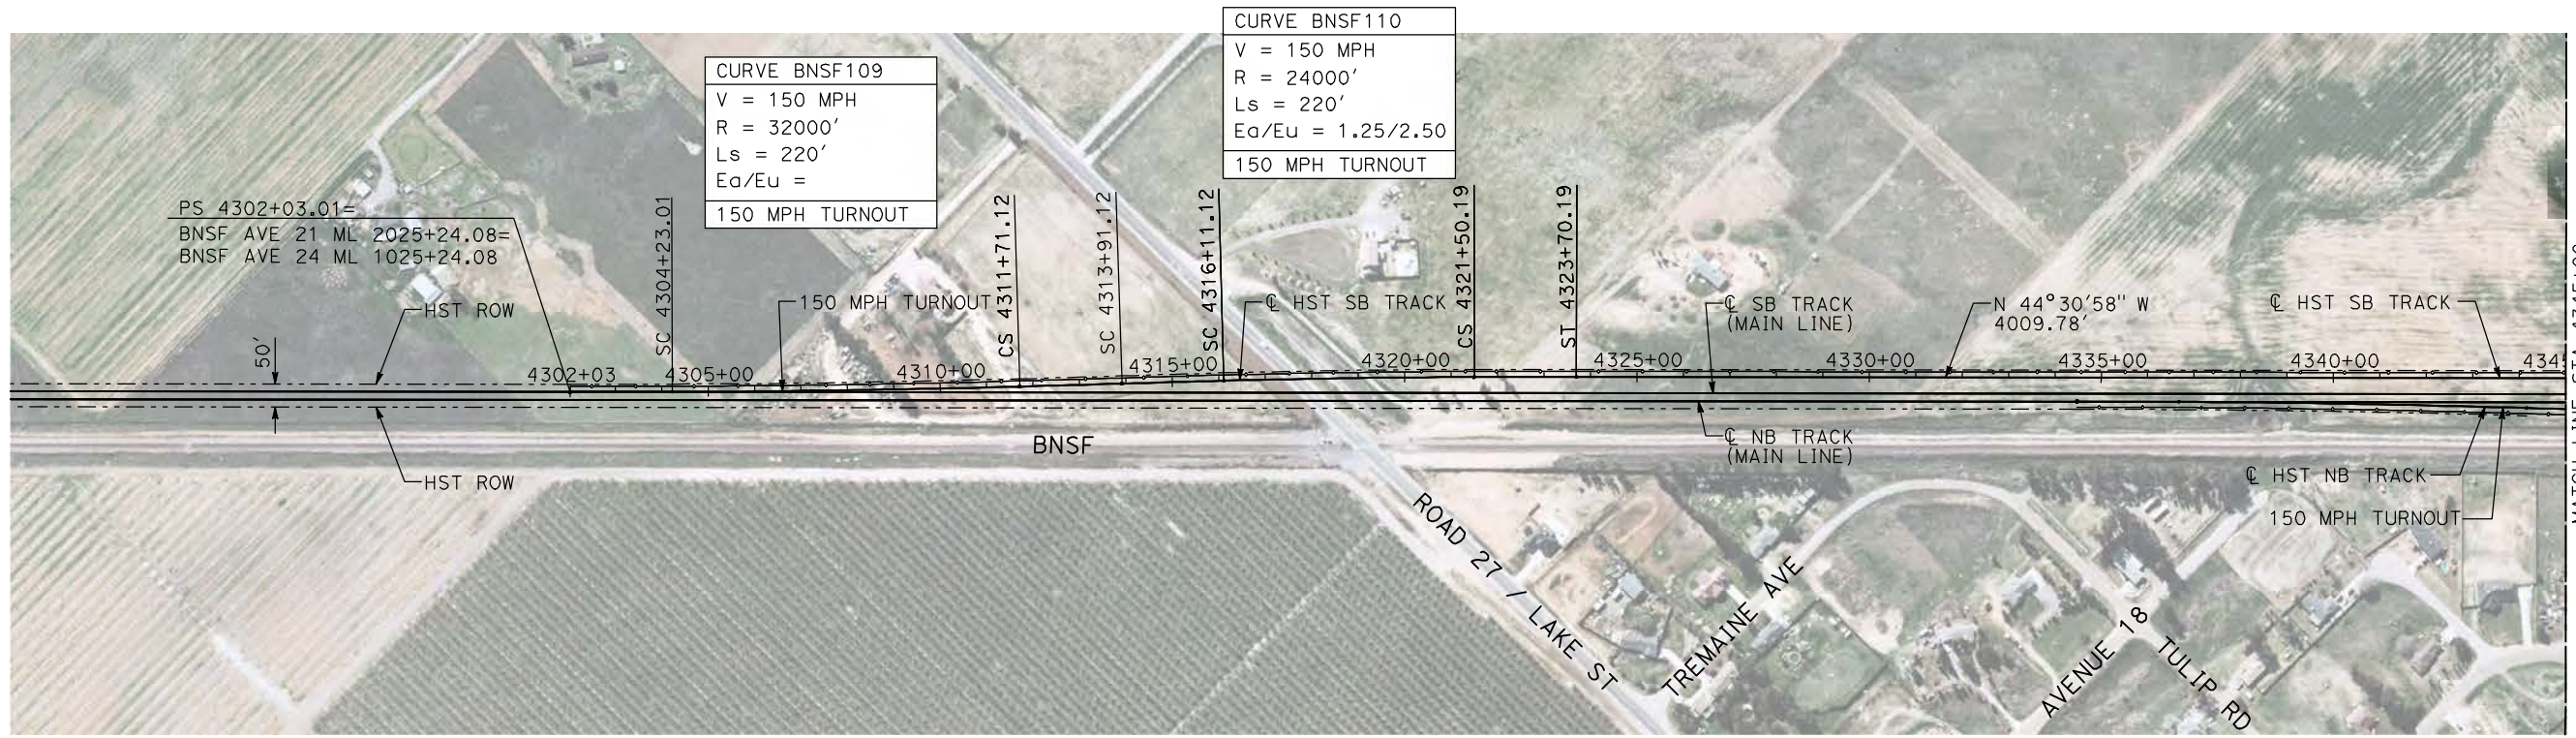 CURVE BNSF109
V = 150 MPH
R = 32000'
Ls = 220'
Ea/Eu =
150 MPH TURNOUT
CURVE BNSF110
V = 150 MPH
R = 24000'
Ls = 220'
Ea/Eu = 1.25/2.50
150 MPH TURNOUT
PS 4302+03.01=
BNSF AVE 21 ML 2025+24.08=
BNSF AVE 24 ML 1025+24.08
SC 4304+23.01
CS 4311+71.12
SC 4313+91.12
SC 4316+11.12
CS 4321+50.19
ST 4323+70.19
HST ROW
50'
150 MPH TURNOUT
℄ HST SB TRACK
℄ SB TRACK
(MAIN LINE)
N 44°30'58" W
4009.78'
℄ HST SB TRACK
4302+03
4305+00
4310+00
4315+00
4320+00
4325+00
4330+00
4335+00
4340+00
HST ROW
BNSF
℄ NB TRACK
(MAIN LINE)
℄ HST NB TRACK
150 MPH TURNOUT
ROAD 27 / LAKE ST
TREMAINE AVE
AVENUE 18
TULIP RD